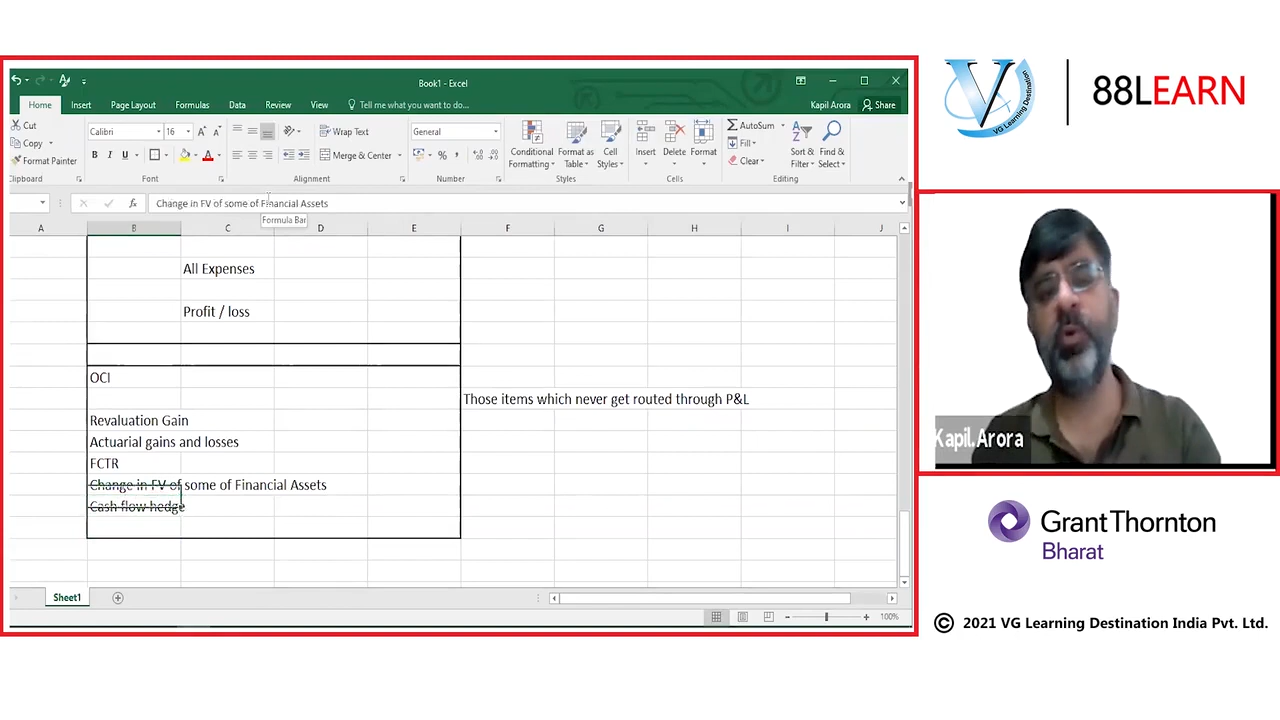 Book1 - Excel
Home Insert Page Layout Formulas Data Review View Tell me what you want to do... Kapil Arora Share
Cut
Copy
Format Painter
Clipboard
Calibri 16
B I U
Font
Wrap Text
Merge & Center
Alignment
General
Number
Conditional Formatting
Format as Table
Cell Styles
Styles
Insert Delete Format
Cells
AutoSum
Fill
Clear
Sort & Filter
Find & Select
Editing
fx Change in FV of some of Financial Assets
Formula Bar
A B C D E F G H I J
All Expenses
Profit / loss
OCI
Those items which never get routed through P&L
Revaluation Gain
Actuarial gains and losses
FCTR
Change in FV of some of Financial Assets
Cash flow hedge
Sheet1
100%
V
VG Learning Destination
88LEARN
Kapil.Arora
Grant Thornton
Bharat
© 2021 VG Learning Destination India Pvt. Ltd.